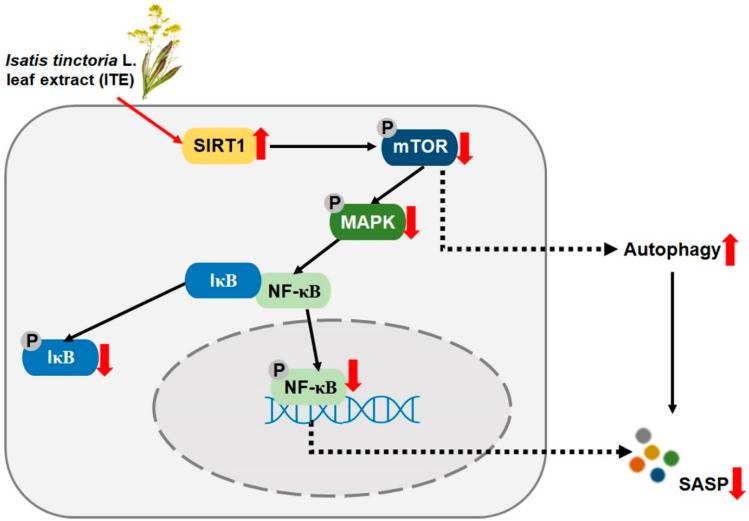 Isatis tinctoria L.
leaf extract (ITE)
SIRT1
P
mTOR
P
MAPK
Autophagy
IκB
NF-κB
P
IκB
P
NF-κB
SASP